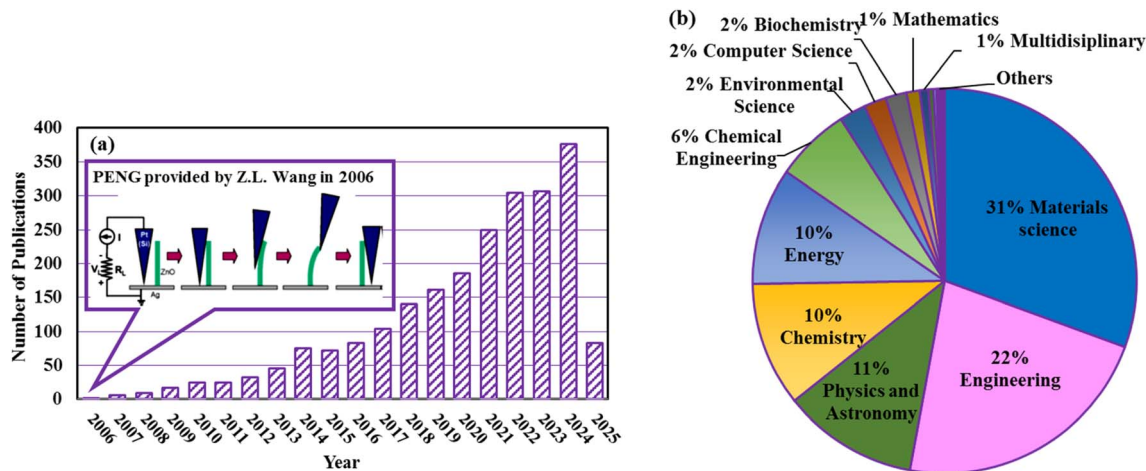 (a)
PENG provided by Z.L. Wang in 2006
I
Pt
(Si)
ZnO
-
V_L
R_L
+
Ag
400
350
300
250
200
150
100
50
0
Number of Publications
2006 2007 2008 2009 2010 2011 2012 2013 2014 2015 2016 2017 2018 2019 2020 2021 2022 2023 2024 2025
Year
(b)
1% Mathematics
2% Biochemistry
1% Multidisiplinary
2% Computer Science
Others
2% Environmental
Science
6% Chemical
Engineering
31% Materials
science
10%
Energy
10%
Chemistry
22%
Engineering
11%
Physics and
Astronomy